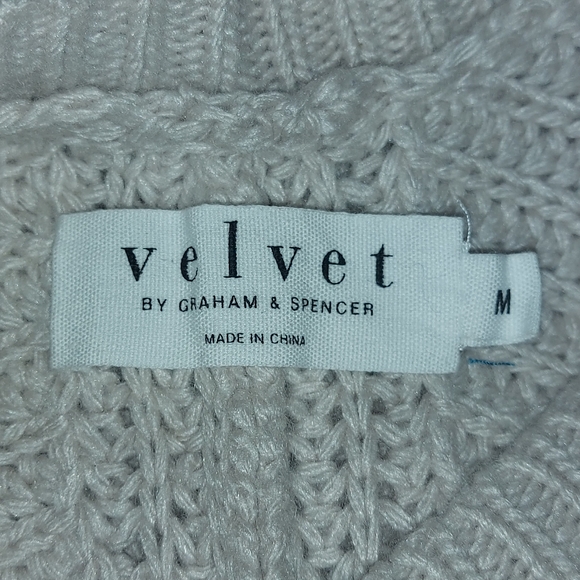 velvet
BY GRAHAM & SPENCER
MADE IN CHINA
M